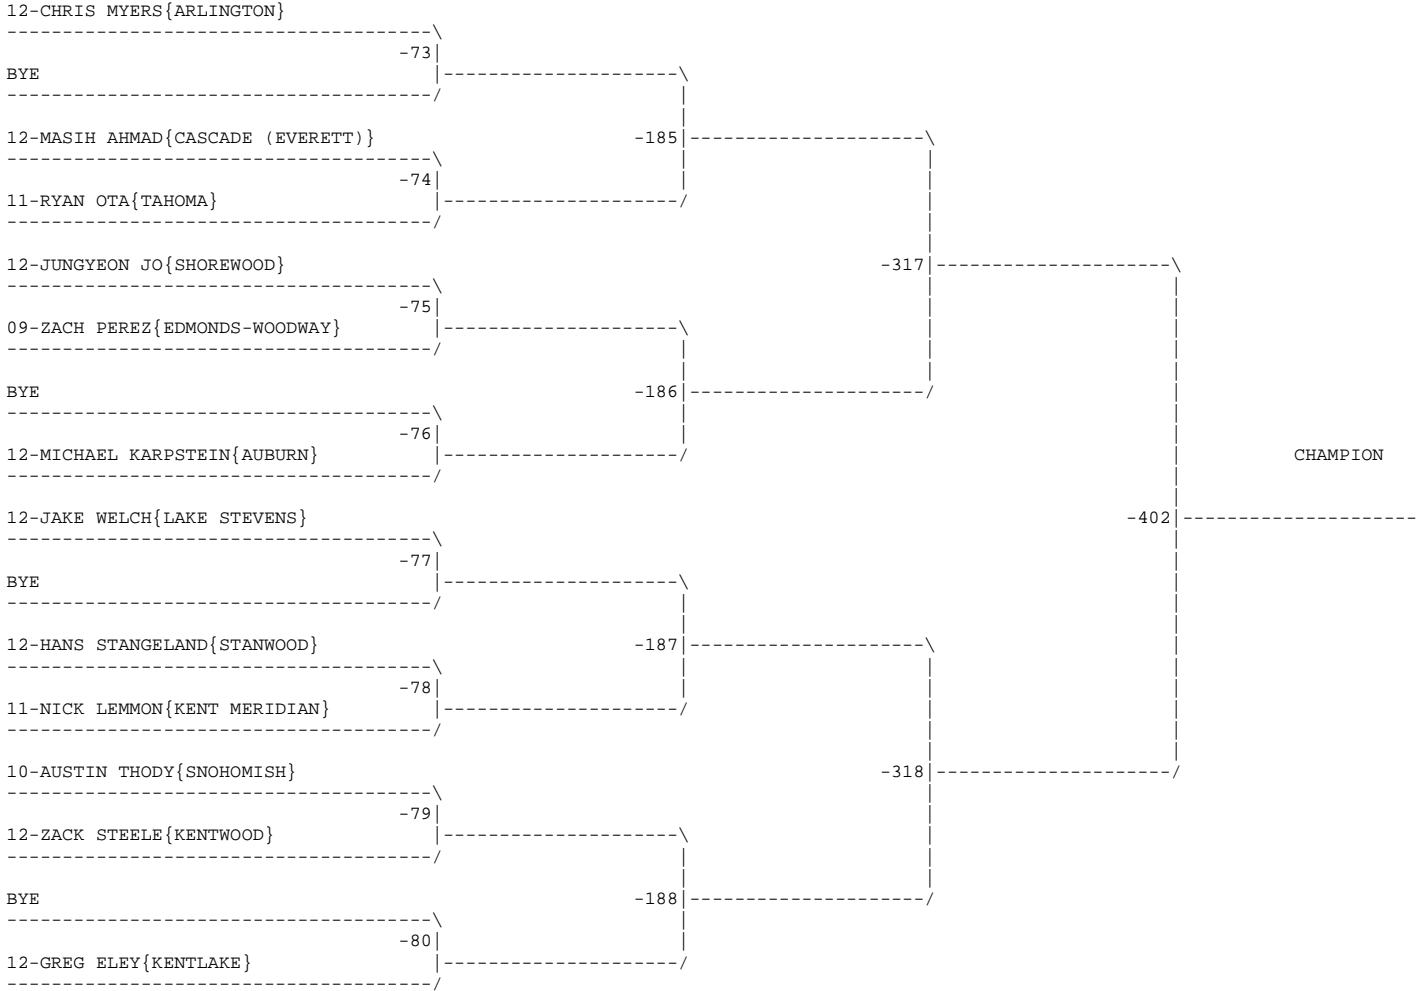 12-CHRIS MYERS{ARLINGTON}
-73
BYE
12-MASIH AHMAD{CASCADE (EVERETT)}
-185
-74
11-RYAN OTA{TAHOMA}
12-JUNGYEON JO{SHOREWOOD}
-317
-75
09-ZACH PEREZ{EDMONDS-WOODWAY}
BYE
-186
-76
12-MICHAEL KARPSTEIN{AUBURN}
CHAMPION
12-JAKE WELCH{LAKE STEVENS}
-402
-77
BYE
12-HANS STANGELAND{STANWOOD}
-187
-78
11-NICK LEMMON{KENT MERIDIAN}
10-AUSTIN THODY{SNOHOMISH}
-318
-79
12-ZACK STEELE{KENTWOOD}
BYE
-188
-80
12-GREG ELEY{KENTLAKE}